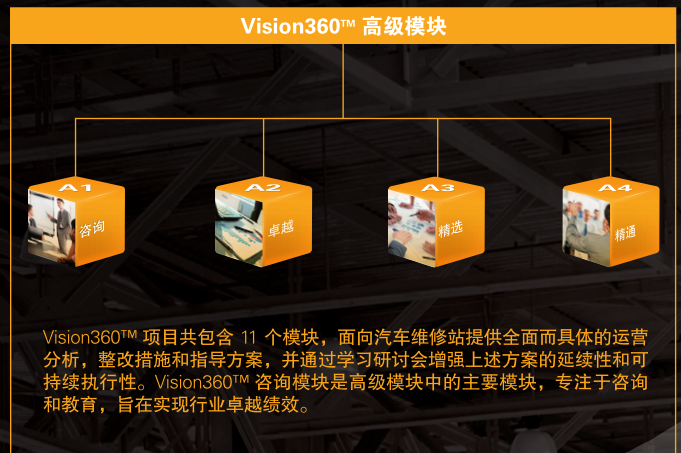 Vision360™ 高级模块
A1
A2
A3
A4
咨询
卓越
精选
精通
Vision360™ 项目共包含 11 个模块，面向汽车维修站提供全面而具体的运营
分析，整改措施和指导方案，并通过学习研讨会增强上述方案的延续性和可
持续执行性。Vision360™ 咨询模块是高级模块中的主要模块，专注于咨询
和教育，旨在实现行业卓越绩效。